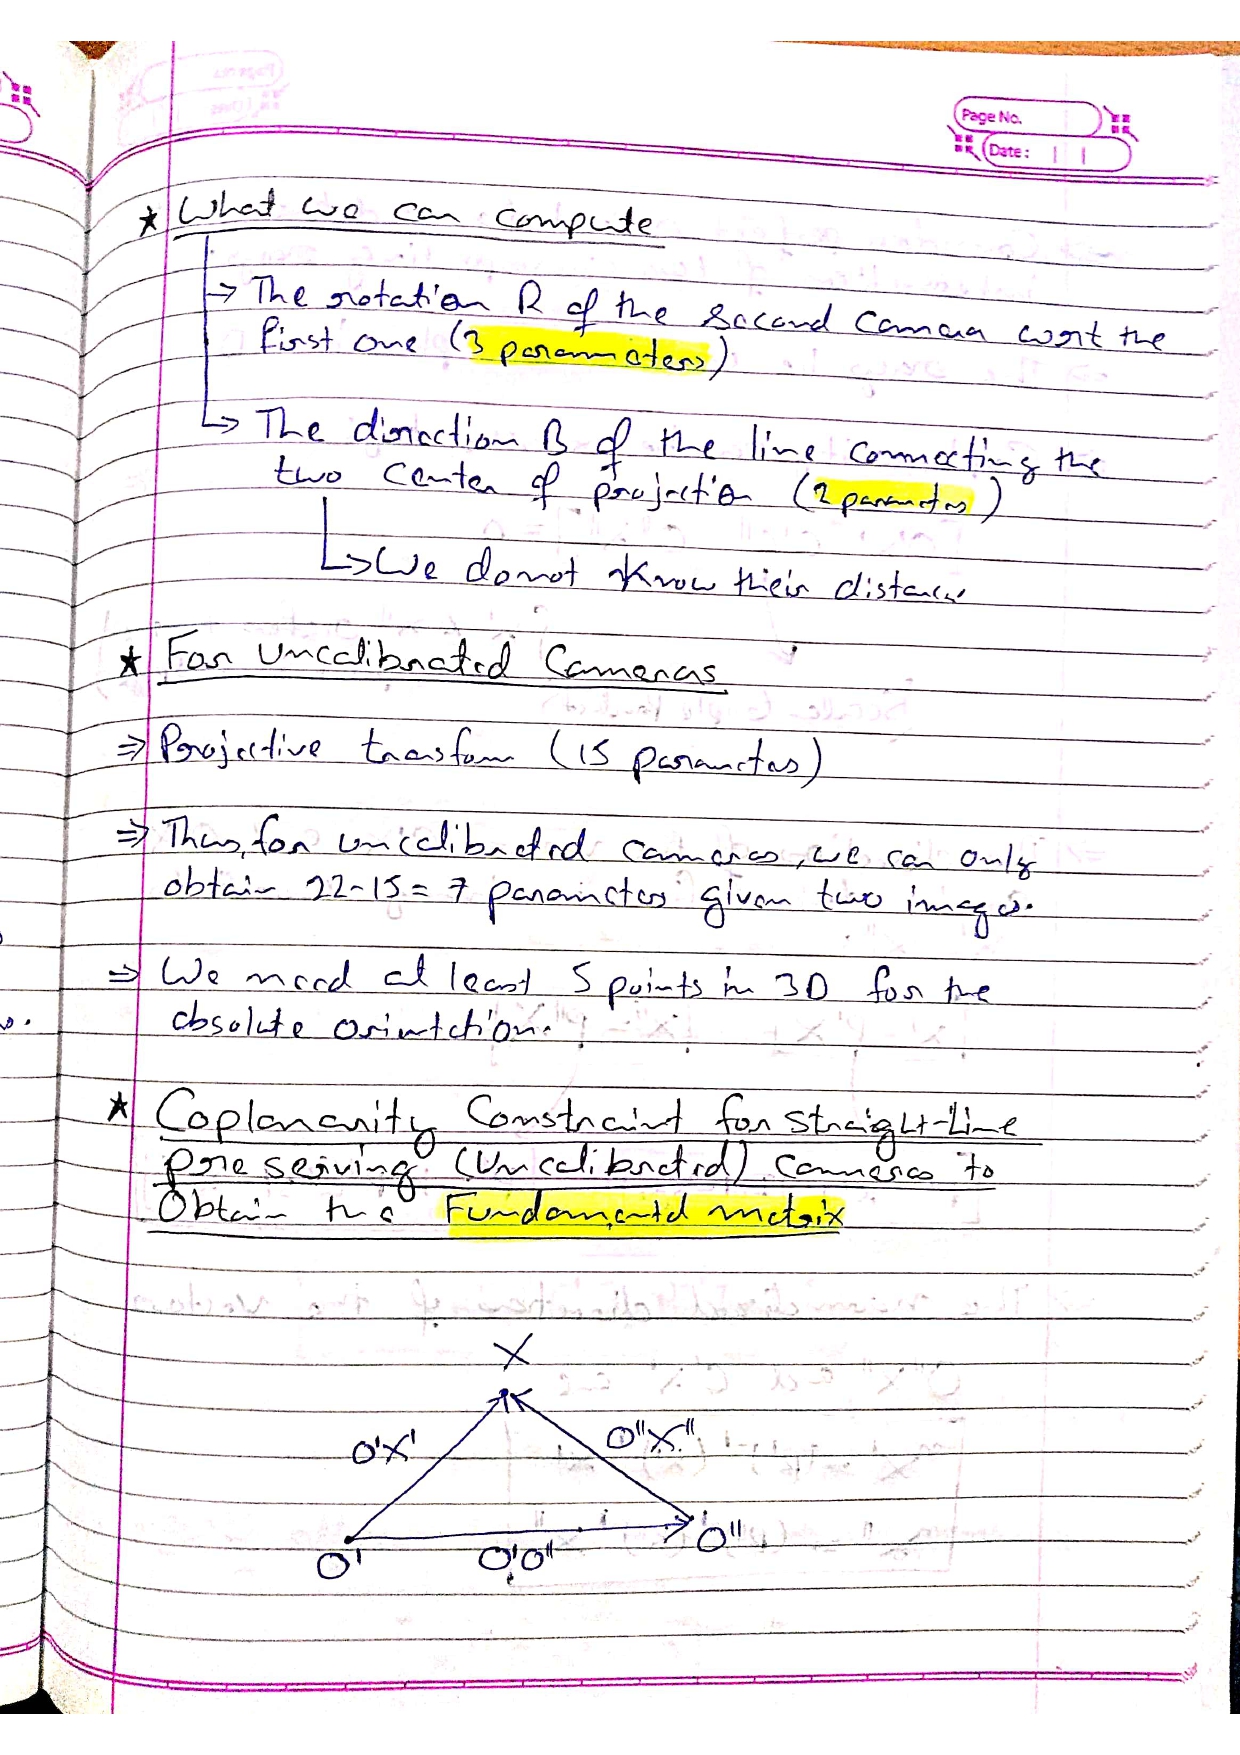 Page No.
Date:
★ What we can compute
→ The rotation R of the second camera wrt the
first one (3 parameters)
→ The direction B of the line connecting the
two center of projection (2 parameters)
→ We donot know their distance
★ For Uncalibrated Cameras
⇒ Projective transform (15 parameters)
⇒ Thus, for uncalibrated cameras, we can only
obtain 22-15 = 7 parameters given two images.
⇒ We need at least 5 points in 3D for the
absolute orientation.
★ Coplanarity Constraint for Straight-Line
preserving (Uncalibrated) Cameras to
Obtain the Fundamental matrix
X
O'X' O''X''
O' O'O'' O''